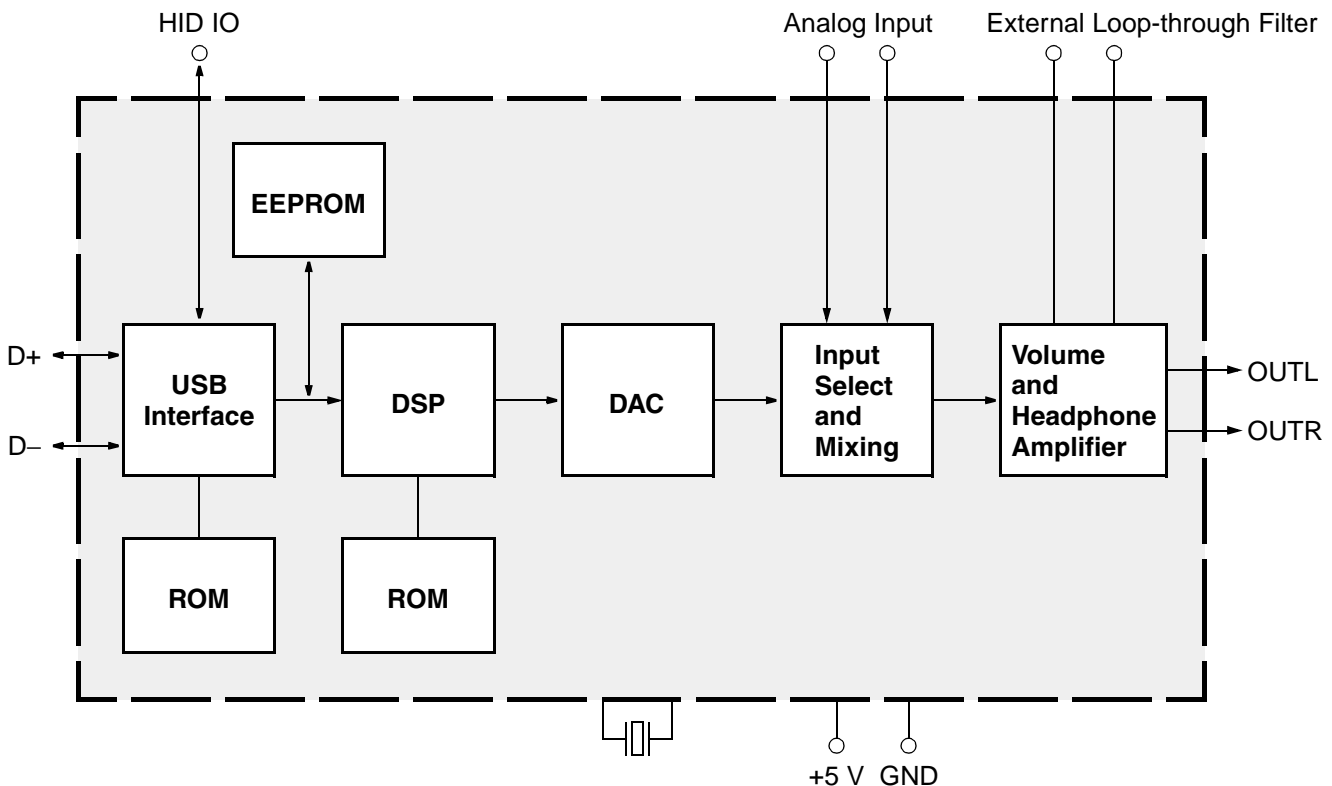 HID IO
Analog Input
External Loop-through Filter
EEPROM
D+
D–
USB
Interface
DSP
DAC
Input
Select
and
Mixing
Volume
and
Headphone
Amplifier
OUTL
OUTR
ROM
ROM
+5 V
GND